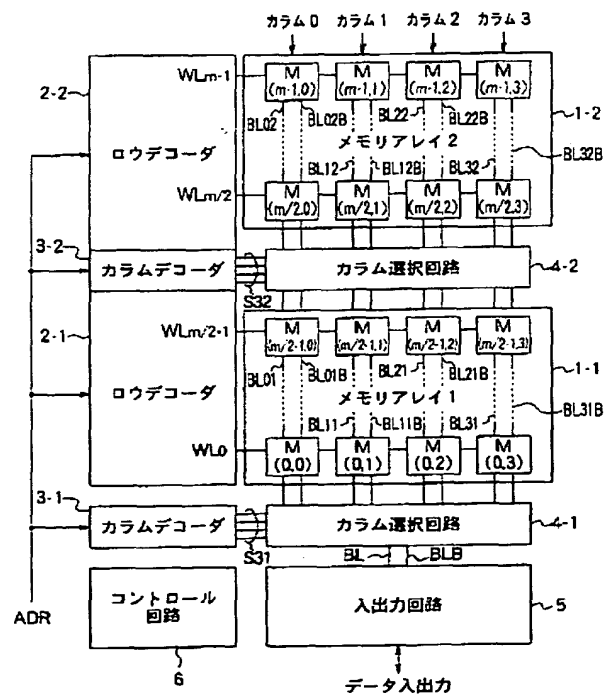 カラム0 カラム1 カラム2 カラム3
WLm-1
M (m-1,0)
M (m-1,1)
M (m-1,2)
M (m-1,3)
2-2
1-2
BL02 BL02B BL22 BL22B
メモリアレイ2
ロウデコーダ
BL12 BL12B BL32 BL32B
WLm/2
M (m/2,0)
M (m/2,1)
M (m/2,2)
M (m/2,3)
3-2
カラムデコーダ
S32
カラム選択回路
4-2
2-1
WLm/2-1
M (m/2-1,0)
M (m/2-1,1)
M (m/2-1,2)
M (m/2-1,3)
1-1
BL01 BL01B BL21 BL21B
メモリアレイ1
ロウデコーダ
BL11 BL11B BL31 BL31B
WL0
M (0,0)
M (0,1)
M (0,2)
M (0,3)
3-1
カラムデコーダ
S31
カラム選択回路
4-1
BL BLB
ADR
コントロール
回路
6
入出力回路
5
データ入出力